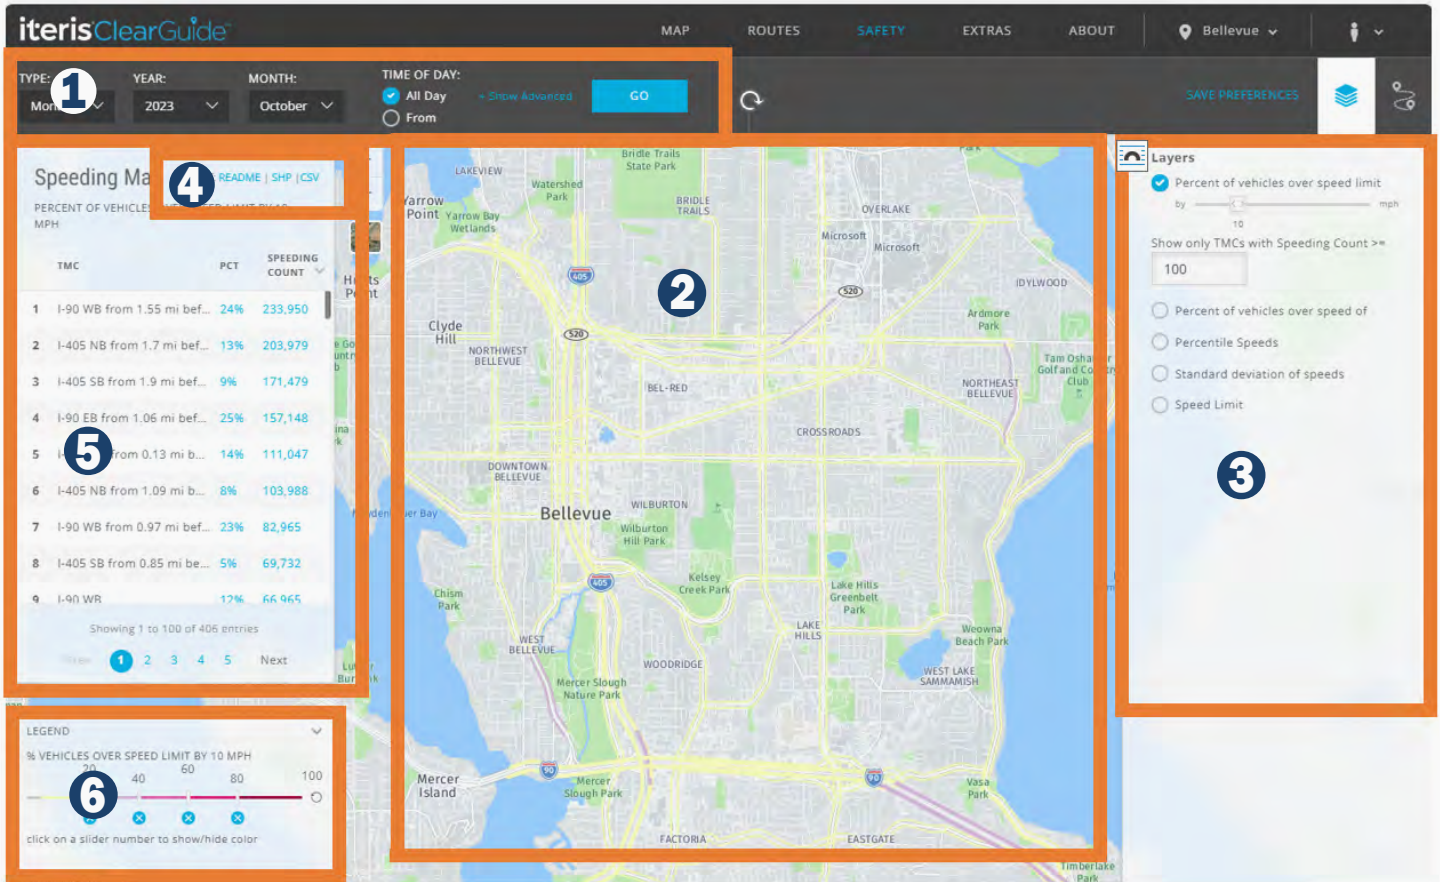 iteris ClearGuide
MAP ROUTES SAFETY EXTRAS ABOUT Bellevue
TYPE: YEAR: MONTH: TIME OF DAY:
1
2023 October All Day + Show Advanced GO
From
SAVE PREFERENCES
Speeding
4
README | SHP |CSV
PERCENT OF VEHICLES
MPH
TMC PCT SPEEDING
COUNT
1 I-90 WB from 1.55 mi bef... 24% 233,950
2 I-405 NB from 1.7 mi bef... 13% 203,979
3 I-405 SB from 1.9 mi bef... 9% 171,479
4 I-90 EB from 1.06 mi bef... 25% 157,148
5 from 0.13 mi b... 14% 111,047
5
6 I-405 NB from 1.09 mi b... 8% 103,988
7 I-90 WB from 0.97 mi bef... 23% 82,965
8 I-405 SB from 0.85 mi be... 5% 69,732
9 I-90 WB 12% 66,965
Showing 1 to 100 of 406 entries
1 2 3 4 5 Next
LEGEND
% VEHICLES OVER SPEED LIMIT BY 10 MPH
20 40 60 80 100
6
click on a slider number to show/hide color
LAKEVIEW
Bridle Trails
State Park
Watershed
Park
Yarrow
Point
Yarrow Bay
Wetlands
BRIDLE
TRAILS
OVERLAKE
Microsoft
Microsoft
405
2
520
IDYLWOOD
Hunts
Point
Clyde
Hill
520
Ardmore
Park
NORTHWEST
BELLEVUE
BEL-RED
NORTHEAST
BELLEVUE
Golf and
Club
CROSSROADS
DOWNTOWN
BELLEVUE
Bellevue
WILBURTON
Wilburton
Hill Park
405
Kelsey
Creek Park
Lake Hills
Greenbelt
Park
Chism
Park
LAKE
HILLS
WEST
BELLEVUE
Weowna
Beach Park
WOODRIDGE
WEST LAKE
SAMMAMISH
Mercer Slough
Nature Park
Mercer
Island
90
Mercer
Slough Park
90
Vasa
Park
FACTORIA
EASTGATE
Timberlake
Park
Layers
Percent of vehicles over speed limit
by mph
10
Show only TMCs with Speeding Count >=
100
Percent of vehicles over speed of
Percentile Speeds
Standard deviation of speeds
Speed Limit
3